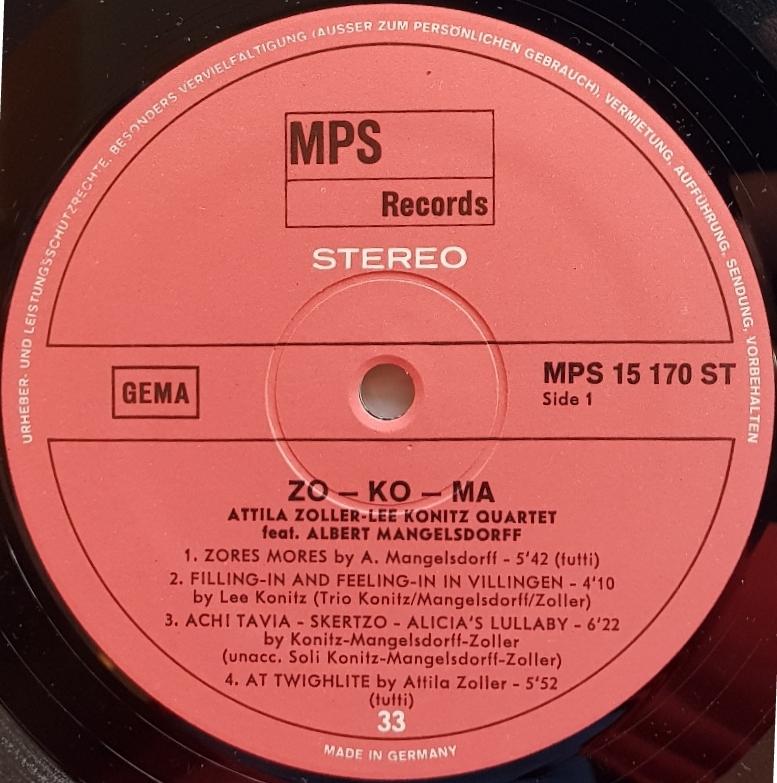 URHEBER- UND LEISTUNGSSCHUTZRECHTE, BESONDERS VERVIELFÄLTIGUNG (AUSSER ZUM PERSÖNLICHEN GEBRAUCH), VERMIETUNG, AUFFÜHRUNG, SENDUNG, VORBEHALTEN
MPS
Records
STEREO
GEMA
MPS 15 170 ST
Side 1
ZO – KO – MA
ATTILA ZOLLER-LEE KONITZ QUARTET
feat. ALBERT MANGELSDORFF
1. ZORES MORES by A. Mangelsdorff - 5'42 (tutti)
2. FILLING-IN AND FEELING-IN IN VILLINGEN - 4'10
by Lee Konitz (Trio Konitz/Mangelsdorff/Zoller)
3. ACH! TAVIA - SKERTZO - ALICIA'S LULLABY - 6'22
by Konitz-Mangelsdorff-Zoller
(unacc. Soli Konitz-Mangelsdorff-Zoller)
4. AT TWIGHLITE by Attila Zoller - 5'52
(tutti)
33
MADE IN GERMANY